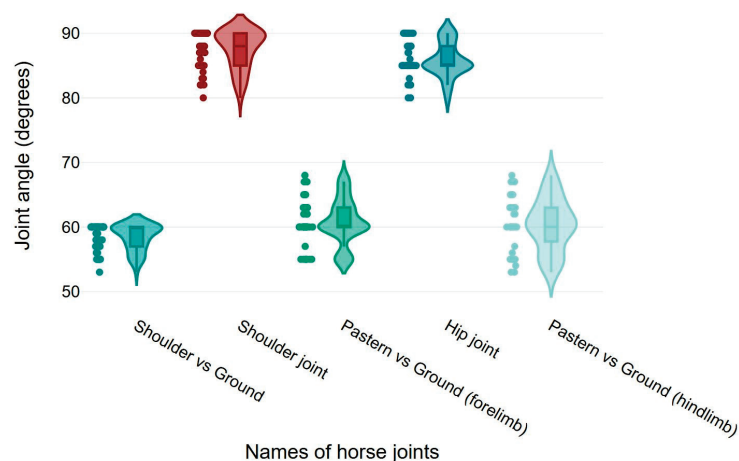 Joint angle (degrees)
90
80
70
60
50
Shoulder vs Ground
Shoulder joint
Pastern vs Ground (forelimb)
Hip joint
Pastern vs Ground (hindlimb)
Names of horse joints